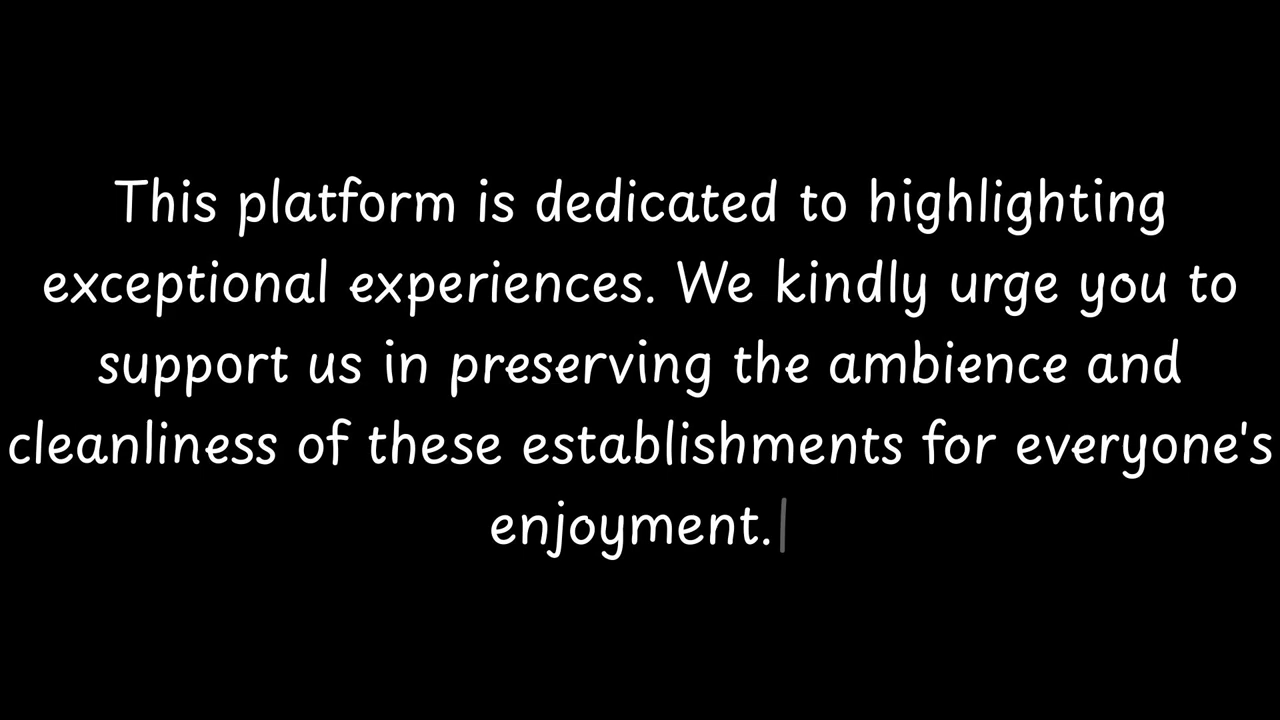 This platform is dedicated to highlighting
exceptional experiences. We kindly urge you to
support us in preserving the ambience and
cleanliness of these establishments for everyone's
enjoyment.